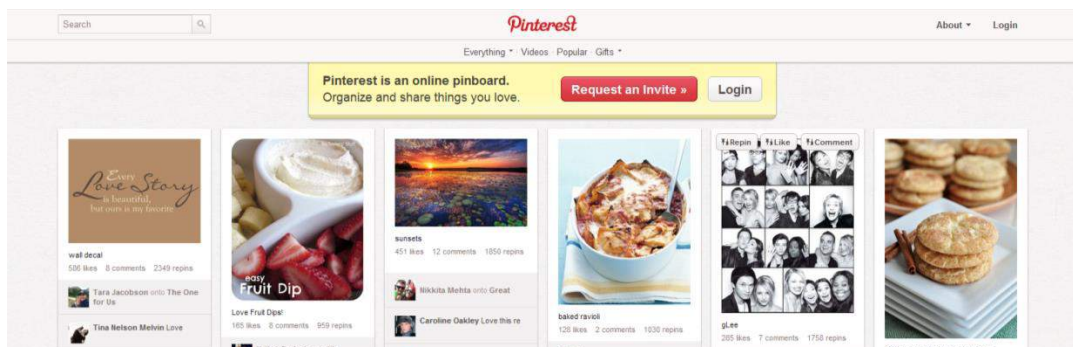 Search
Pinterest
About
Login
Everything · Videos · Popular · Gifts
Pinterest is an online pinboard.
Organize and share things you love.
Request an Invite »
Login
Every
Love Story
is beautiful,
but ours is my favorite
wall decal
586 likes 8 comments 2349 repins
Tara Jacobson onto The One
for Us
Tina Nelson Melvin Love
easy
Fruit Dip
Love Fruit Dips!
165 likes 8 comments 959 repins
sunsets
451 likes 12 comments 1850 repins
Nikkita Mehta onto Great
Caroline Oakley Love this re
baked ravioli
128 likes 2 comments 1030 repins
Repin
Like
Comment
gLee
285 likes 7 comments 1758 repins